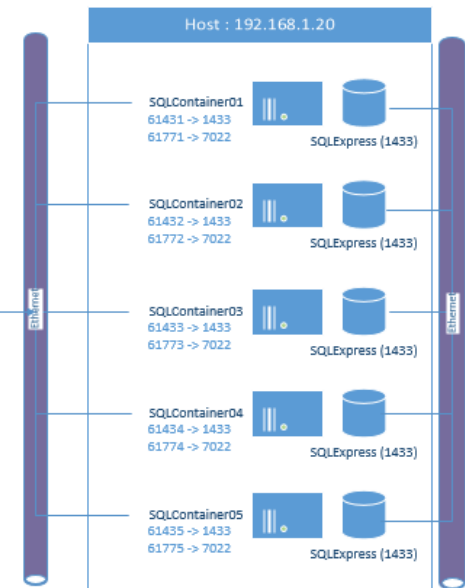 Host : 192.168.1.20
SQLContainer01
61431 -> 1433
61771 -> 7022
SQLExpress (1433)
SQLContainer02
61432 -> 1433
61772 -> 7022
SQLExpress (1433)
Ethernet
SQLContainer03
61433 -> 1433
61773 -> 7022
SQLExpress (1433)
Ethernet
SQLContainer04
61434 -> 1433
61774 -> 7022
SQLExpress (1433)
SQLContainer05
61435 -> 1433
61775 -> 7022
SQLExpress (1433)